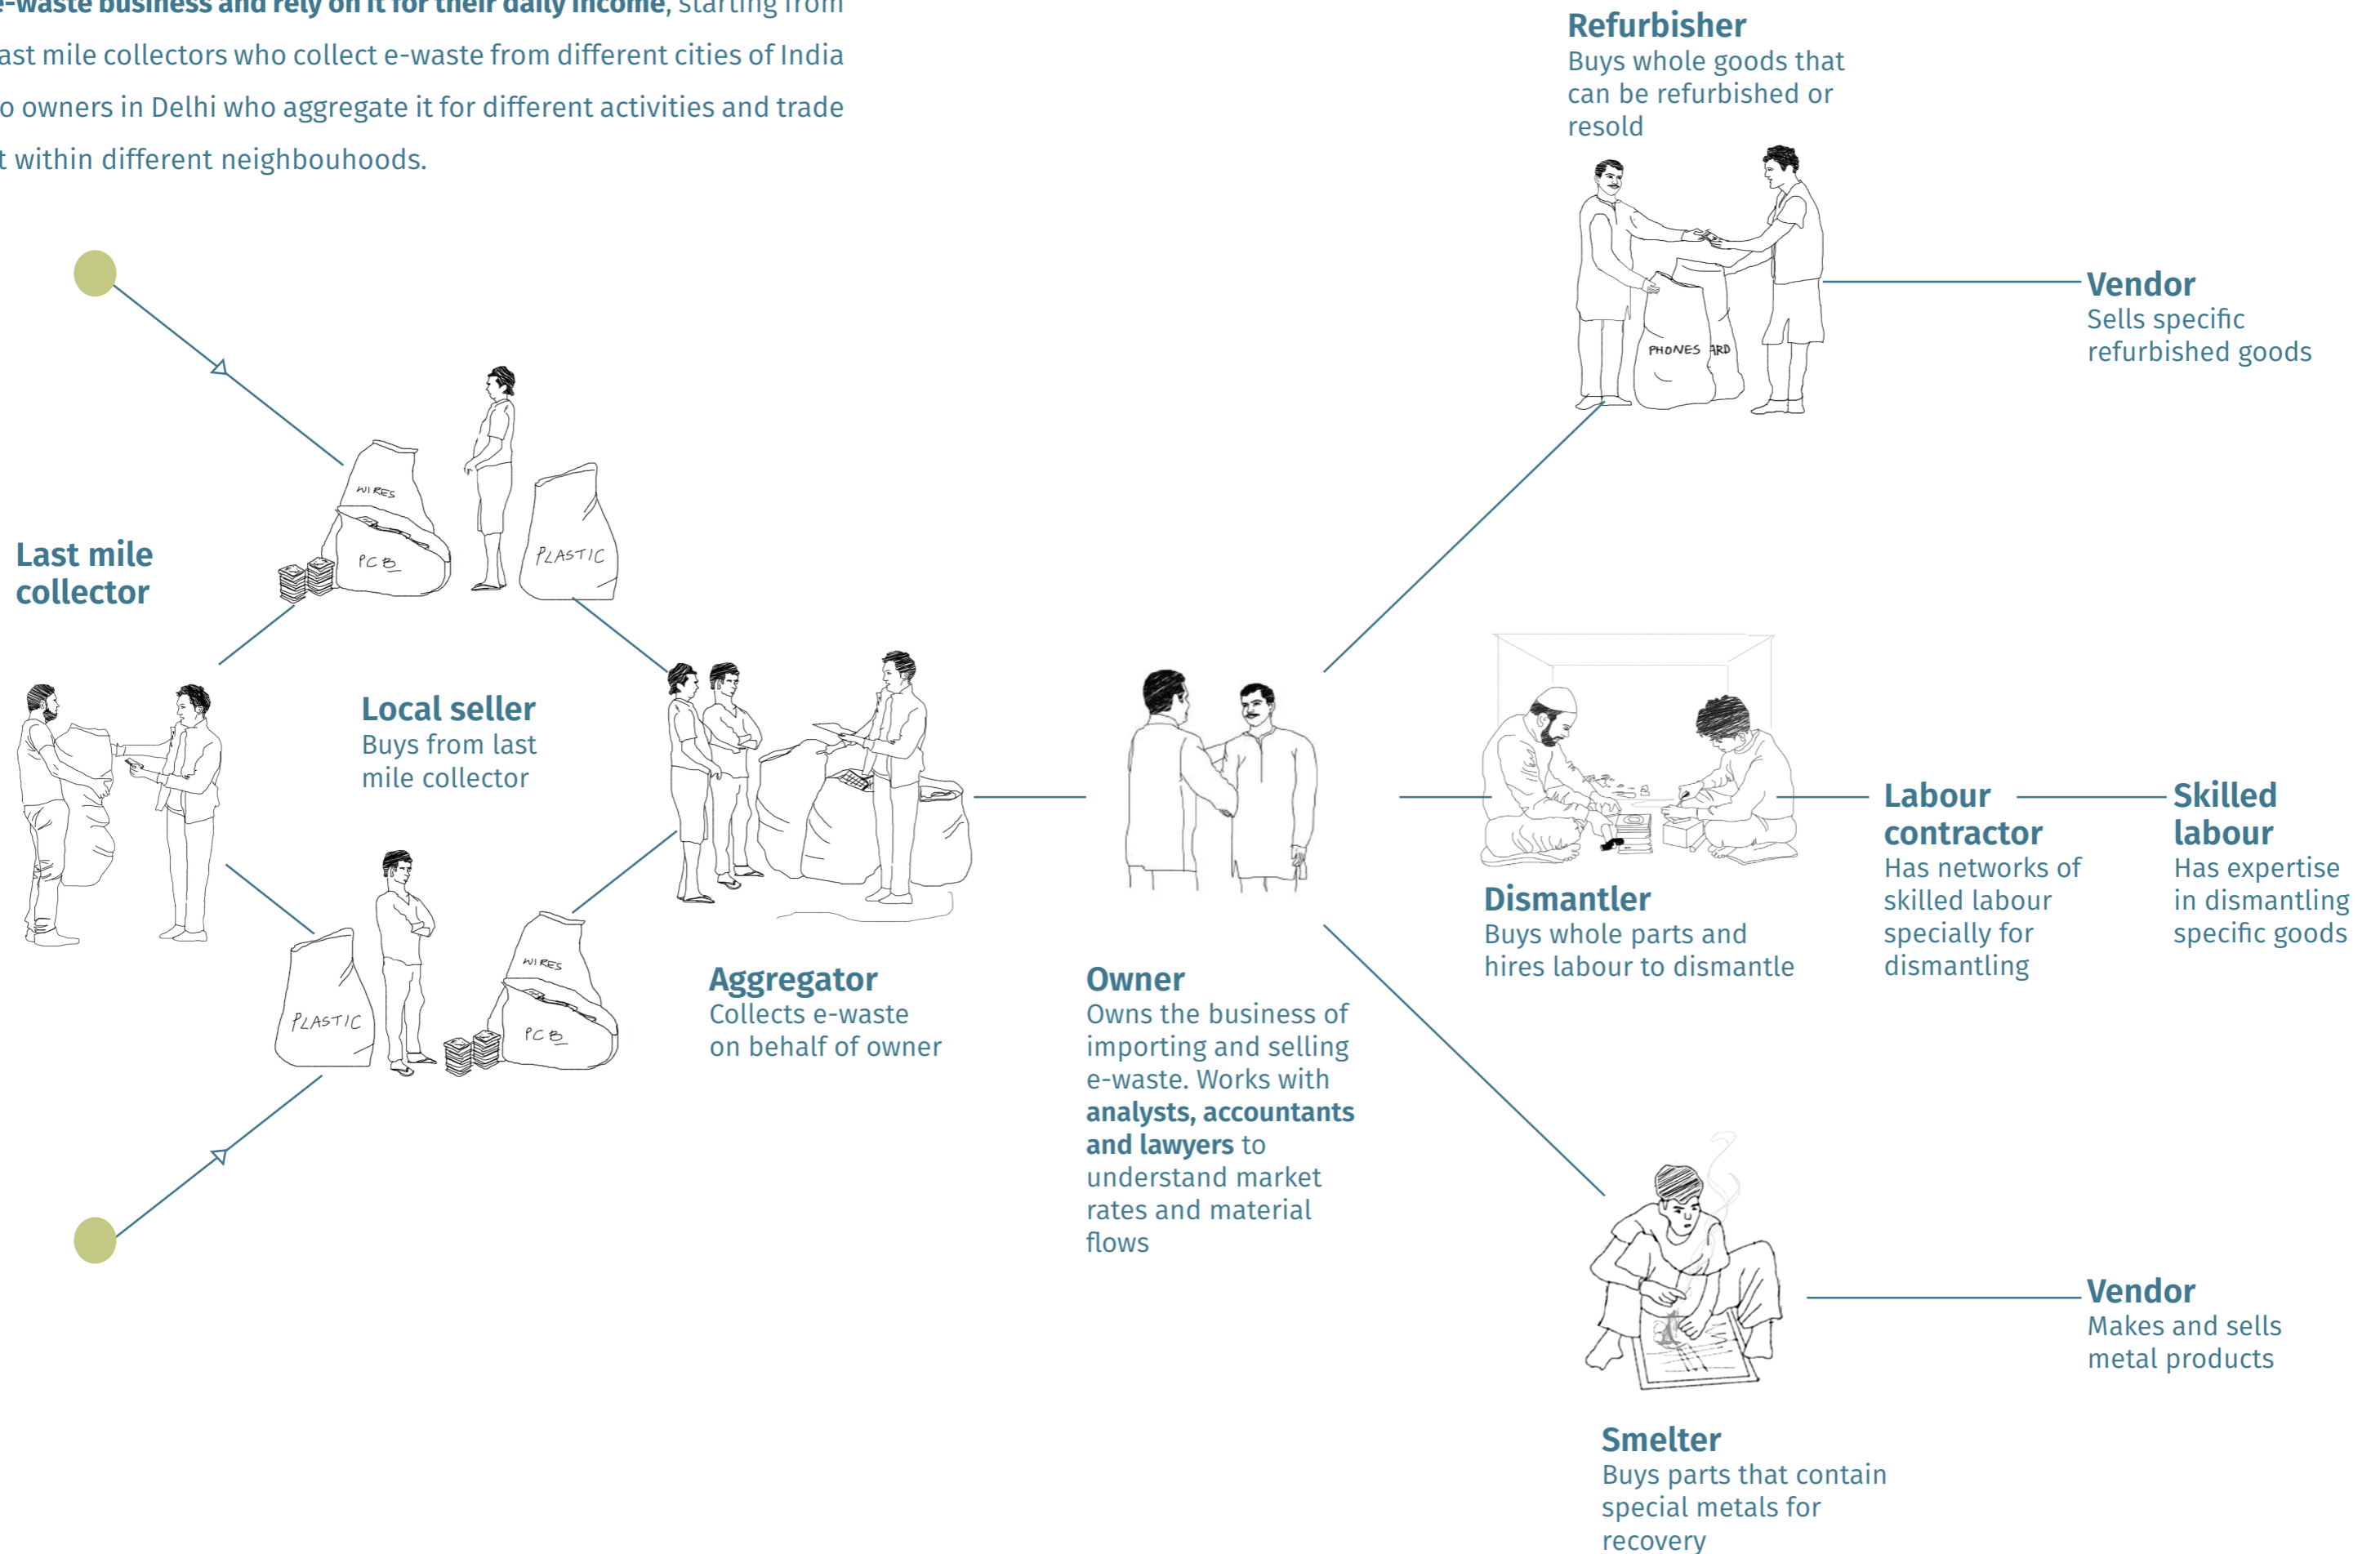 e-waste business and rely on it for their daily income, starting from
last mile collectors who collect e-waste from different cities of India
to owners in Delhi who aggregate it for different activities and trade
it within different neighbouhoods.
Refurbisher
Buys whole goods that
can be refurbished or
resold
PHONES ARD
Vendor
Sells specific
refurbished goods
WIRES
PCB
PLASTIC
Last mile
collector
Local seller
Buys from last
mile collector
PLASTIC
WIRES
PCB
Aggregator
Collects e-waste
on behalf of owner
Owner
Owns the business of
importing and selling
e-waste. Works with
analysts, accountants
and lawyers to
understand market
rates and material
flows
Dismantler
Buys whole parts and
hires labour to dismantle
Labour
contractor
Has networks of
skilled labour
specially for
dismantling
Skilled
labour
Has expertise
in dismantling
specific goods
Vendor
Makes and sells
metal products
Smelter
Buys parts that contain
special metals for
recovery